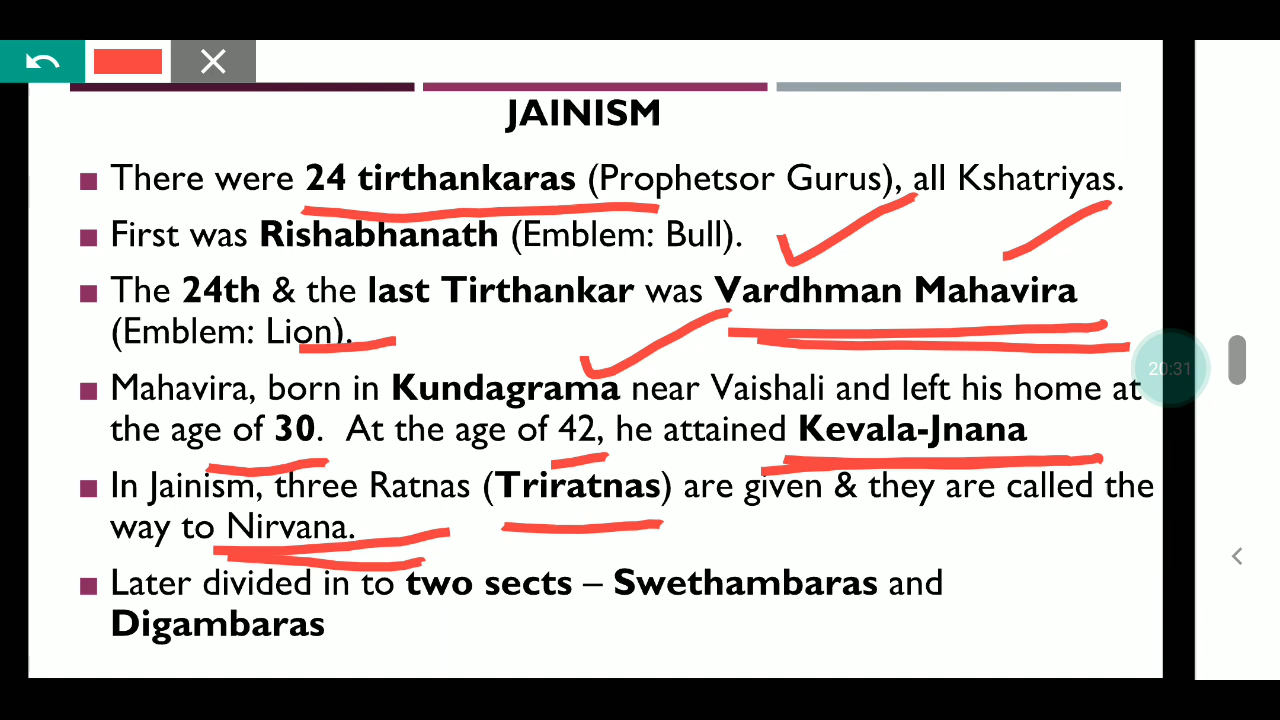 JAINISM
There were 24 tirthankaras (Prophetsor Gurus), all Kshatriyas.
First was Rishabhanath (Emblem: Bull).
The 24th & the last Tirthankar was Vardhman Mahavira
(Emblem: Lion).
Mahavira, born in Kundagrama near Vaishali and left his home at
the age of 30. At the age of 42, he attained Kevala-Jnana
In Jainism, three Ratnas (Triratnas) are given & they are called the
way to Nirvana.
Later divided in to two sects – Swethambaras and
Digambaras
20:31